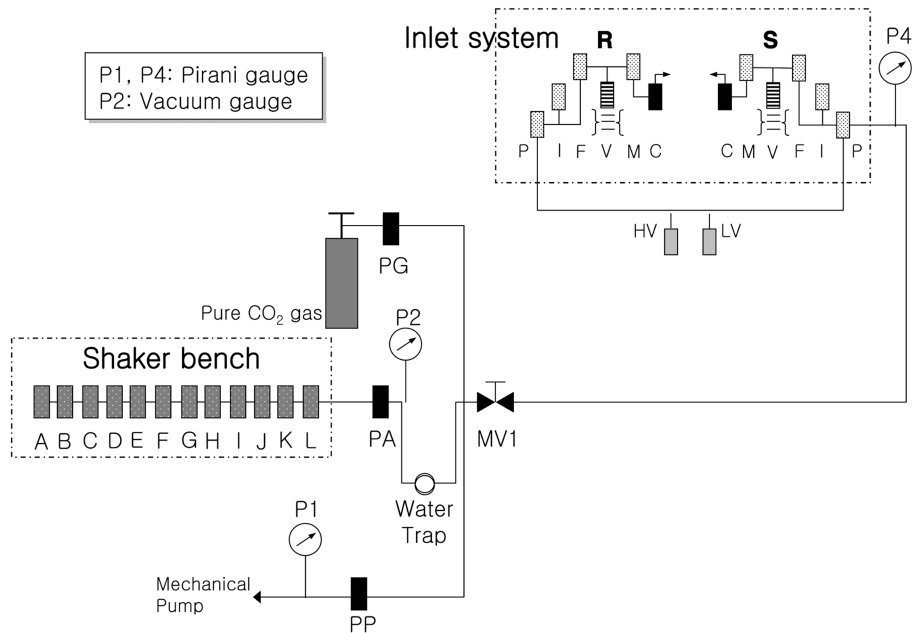 Inlet system
R
S
P4
P1, P4: Pirani gauge
P2: Vacuum gauge
P I F V M C
C M V F I P
HV
LV
PG
Pure CO₂ gas
P2
Shaker bench
A B C D E F G H I J K L
PA
MV1
Water
Trap
P1
Mechanical
Pump
PP